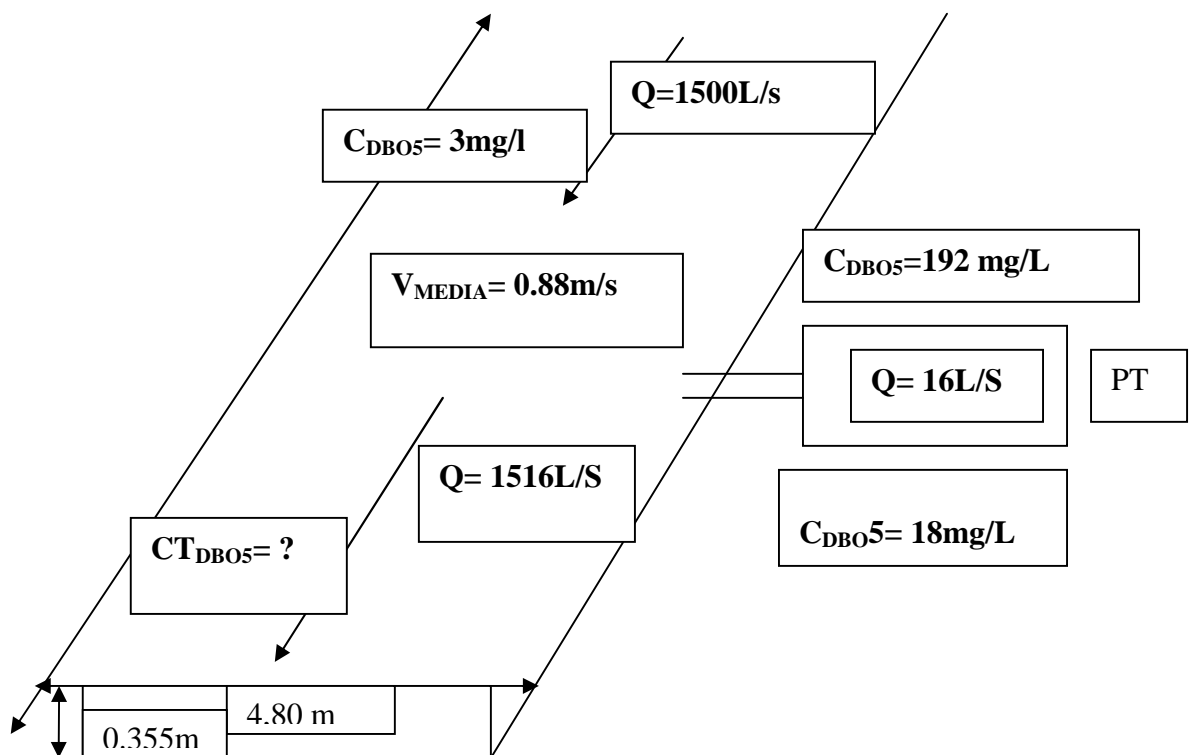 Q=1500L/s
C_DBO5= 3mg/l
C_DBO5=192 mg/L
V_MEDIA= 0.88m/s
Q= 16L/S
PT
Q= 1516L/S
C_DBO5= 18mg/L
CT_DBO5= ?
4.80 m
0.355m